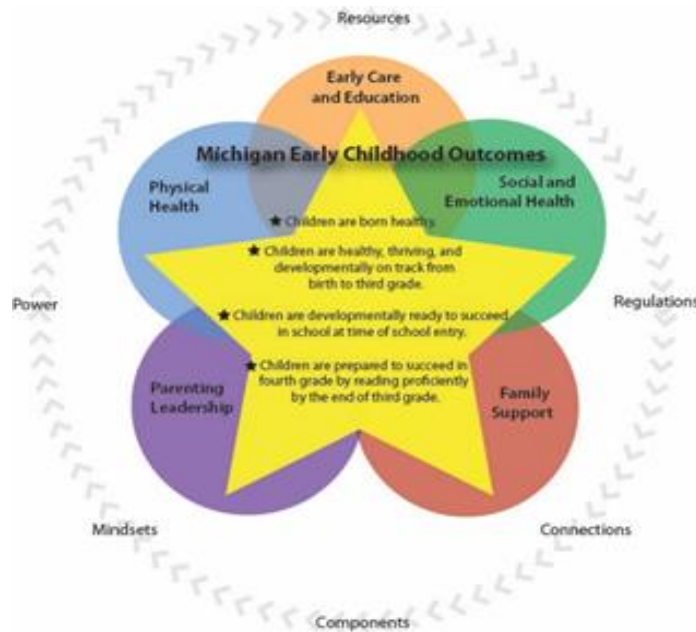 Resources
Early Care
and Education
Michigan Early Childhood Outcomes
Physical
Health
Social and
Emotional Health
★ Children are born healthy.
★ Children are healthy, thriving, and
developmentally on track from
birth to third grade.
Power
Regulations
★ Children are developmentally ready to succeed
in school at time of school entry.
★ Children are prepared to succeed in
fourth grade by reading proficiently
by the end of third grade.
Parenting
Leadership
Family
Support
Mindsets
Connections
Components